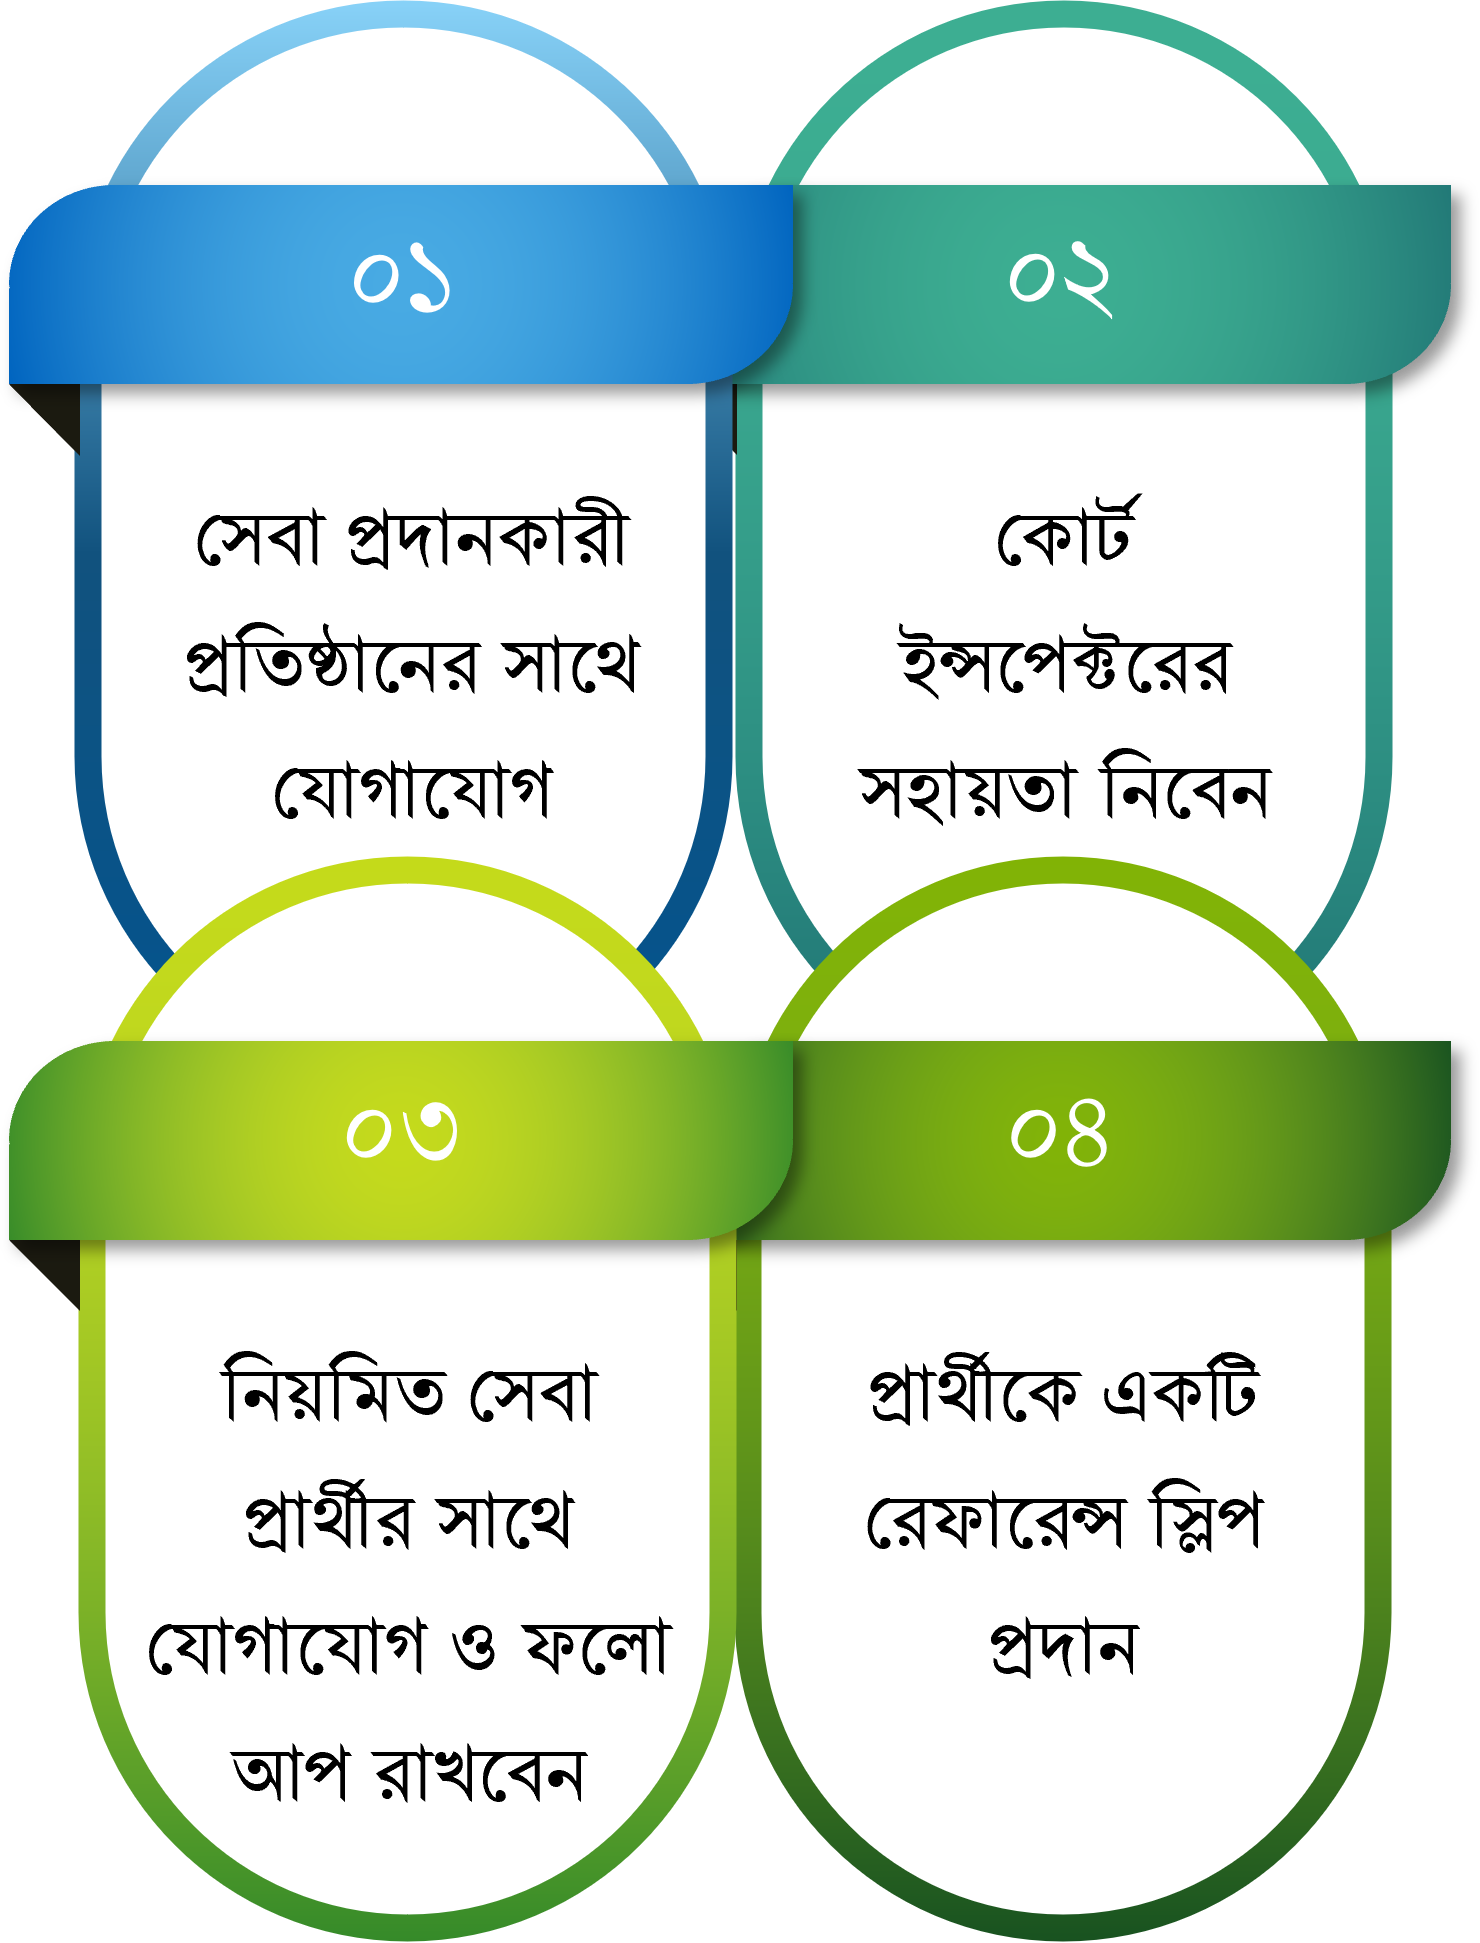 ০১
সেবা প্রদানকারী
প্রতিষ্ঠানের সাথে
যোগাযোগ
০২
কোর্ট
ইন্সপেক্টরের
সহায়তা নিবেন
০৩
নিয়মিত সেবা
প্রার্থীর সাথে
যোগাযোগ ও ফলো
আপ রাখবেন
০৪
প্রার্থীকে একটি
রেফারেন্স স্লিপ
প্রদান